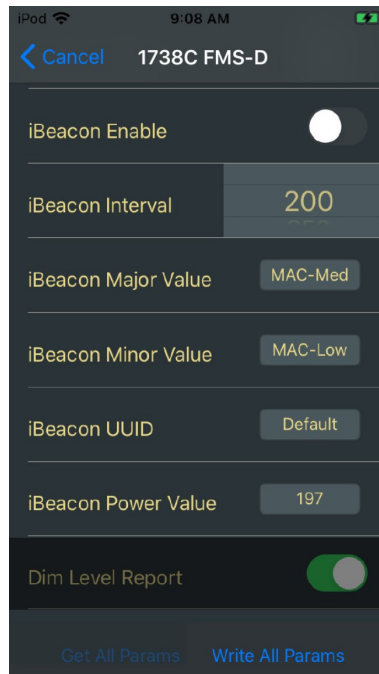 iPod 9:08 AM
Cancel 1738C FMS-D
iBeacon Enable
iBeacon Interval 200
iBeacon Major Value MAC-Med
iBeacon Minor Value MAC-Low
iBeacon UUID Default
iBeacon Power Value 197
Dim Level Report
Get All Params Write All Params